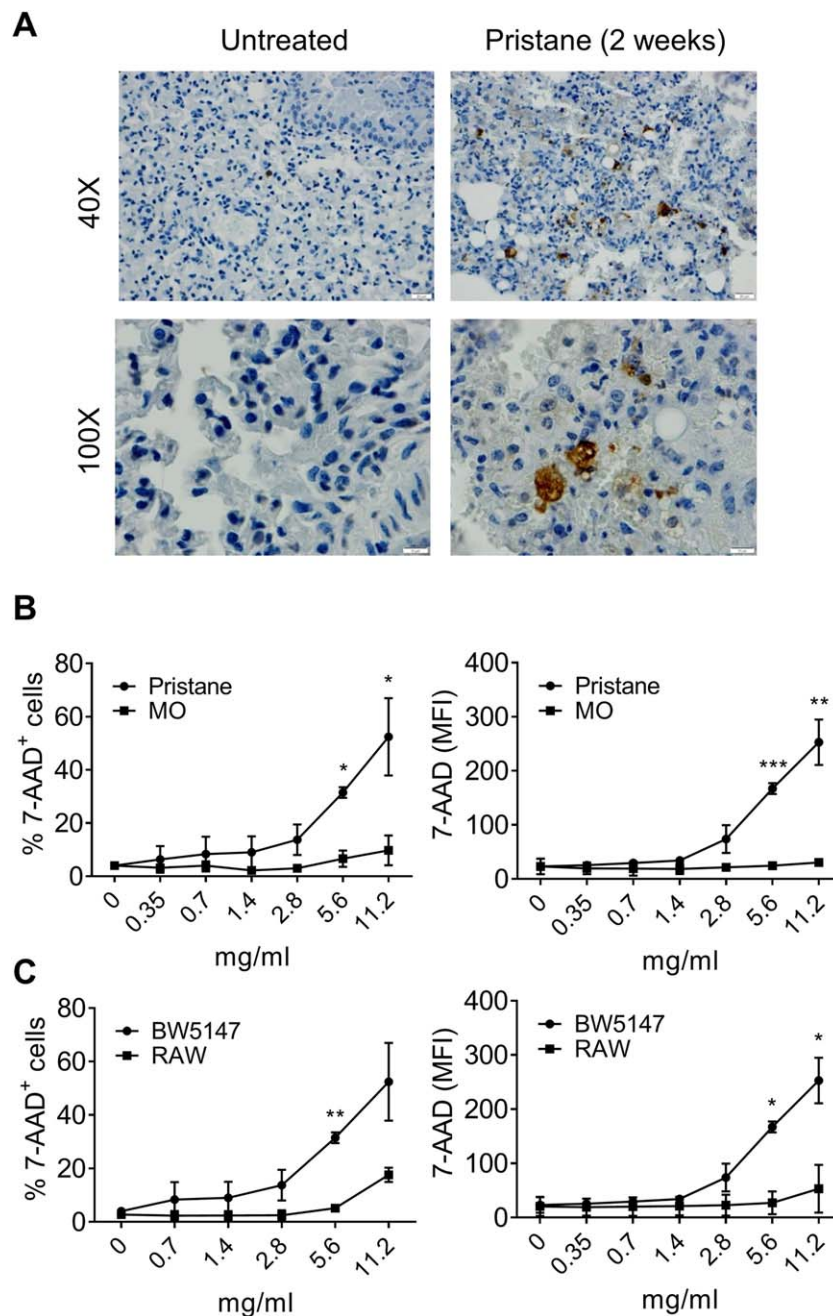 A
Untreated
Pristane (2 weeks)
40X
100X
B
% 7-AAD⁺ cells
80
60
40
20
0
Pristane
MO
*
*
0
0.35
0.7
1.4
2.8
5.6
11.2
mg/ml
7-AAD (MFI)
400
300
200
100
0
Pristane
MO
***
**
0
0.35
0.7
1.4
2.8
5.6
11.2
mg/ml
C
% 7-AAD⁺ cells
80
60
40
20
0
BW5147
RAW
**
0
0.7
1.4
2.8
5.6
11.2
mg/ml
7-AAD (MFI)
400
300
200
100
0
BW5147
RAW
*
*
0
0.35
0.7
1.4
2.8
5.6
11.2
mg/ml